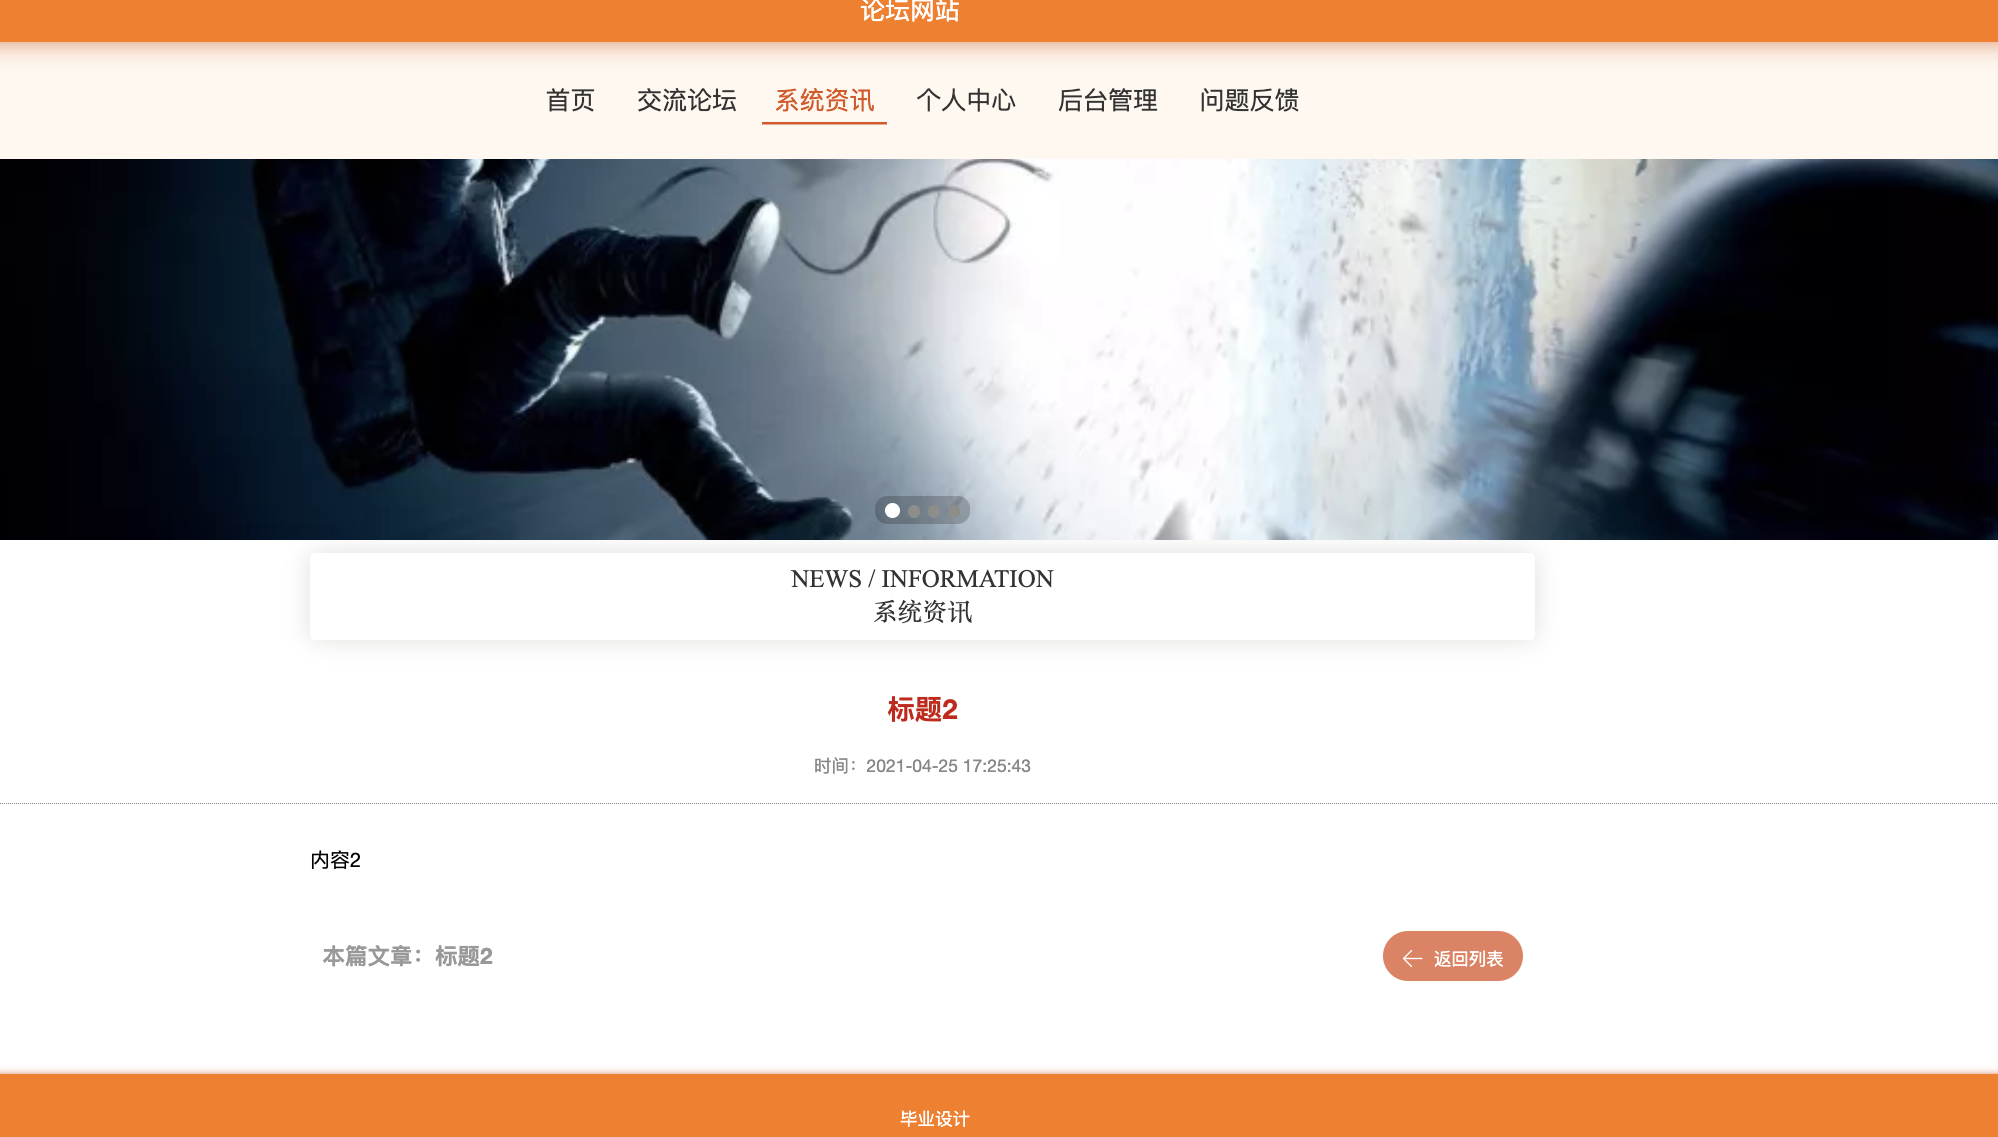 论坛网站
首页 交流论坛 系统资讯 个人中心 后台管理 问题反馈
NEWS / INFORMATION
系统资讯
标题2
时间：2021-04-25 17:25:43
内容2
本篇文章：标题2
返回列表
毕业设计